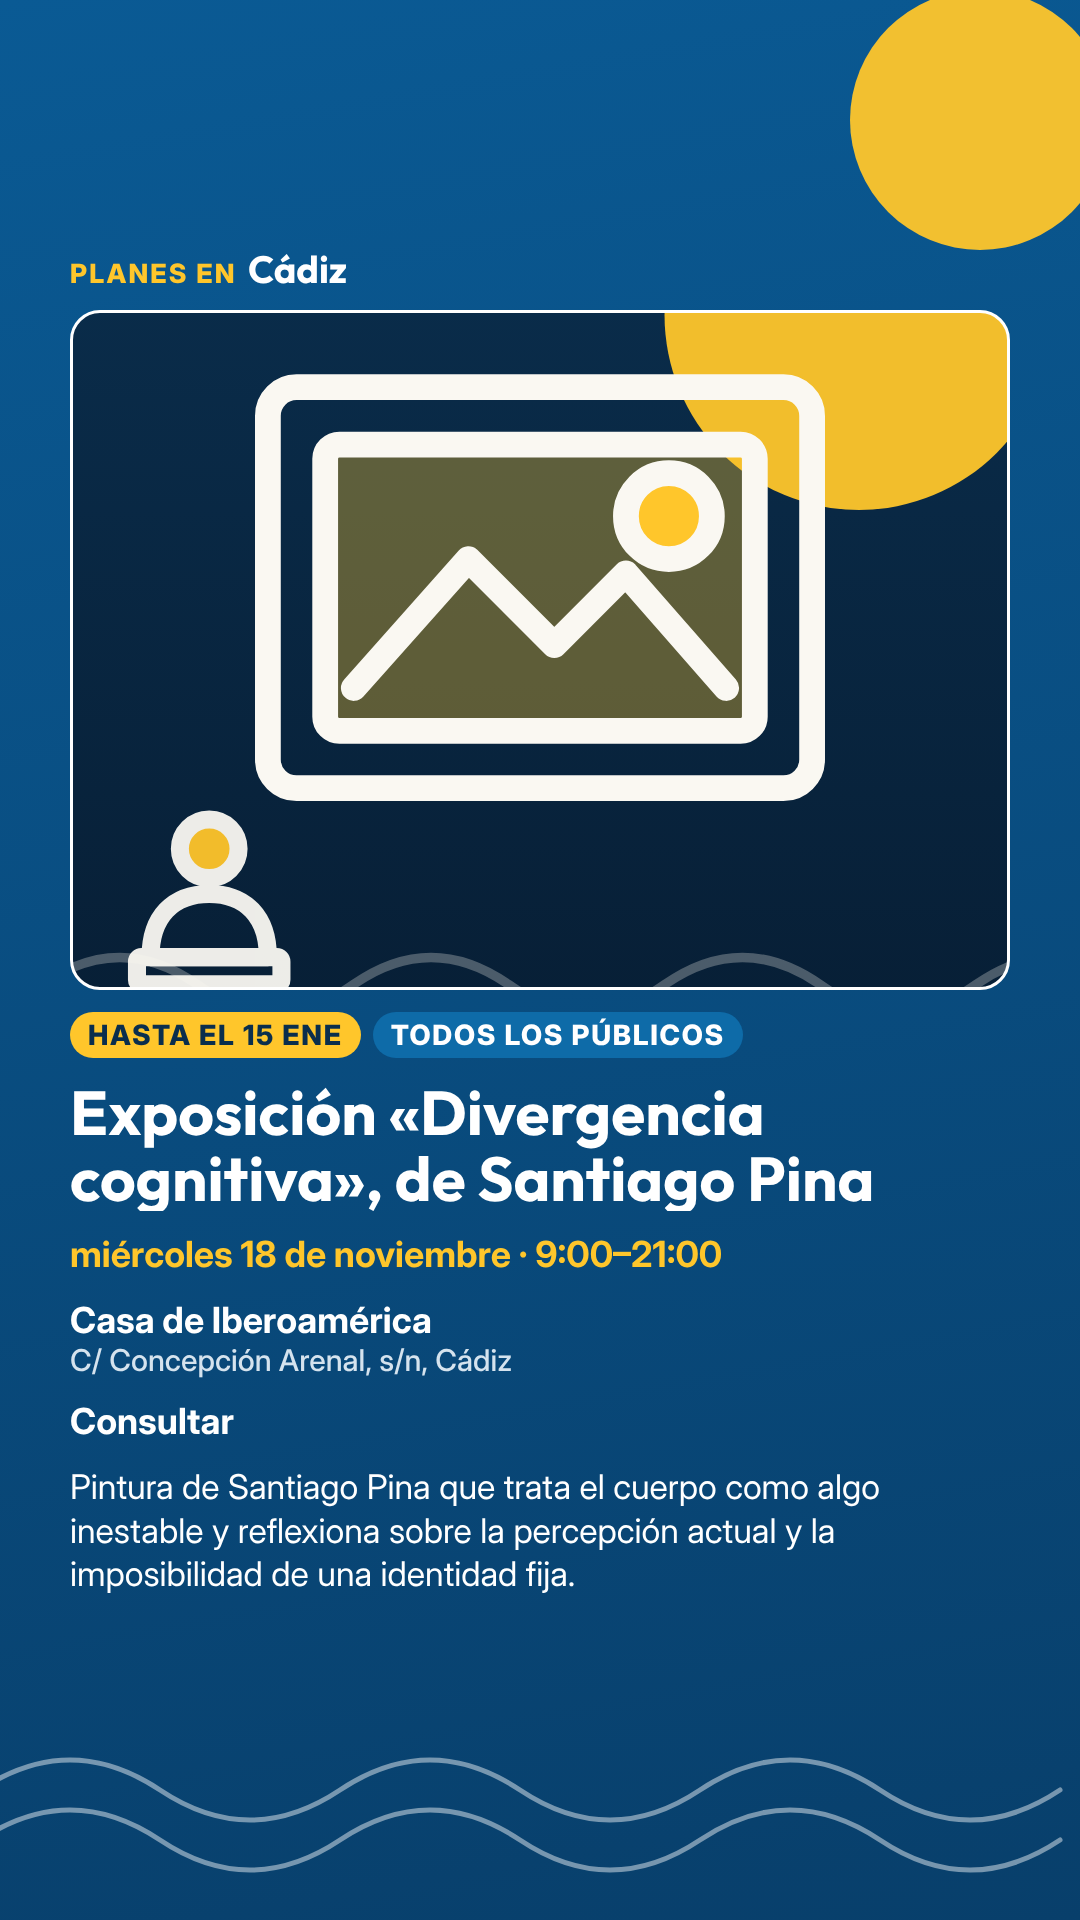 PLANES EN Cádiz
HASTA EL 15 ENE TODOS LOS PÚBLICOS
Exposición «Divergencia
cognitiva», de Santiago Pina
miércoles 18 de noviembre · 9:00–21:00
Casa de Iberoamérica
C/ Concepción Arenal, s/n, Cádiz
Consultar
Pintura de Santiago Pina que trata el cuerpo como algo
inestable y reflexiona sobre la percepción actual y la
imposibilidad de una identidad fija.